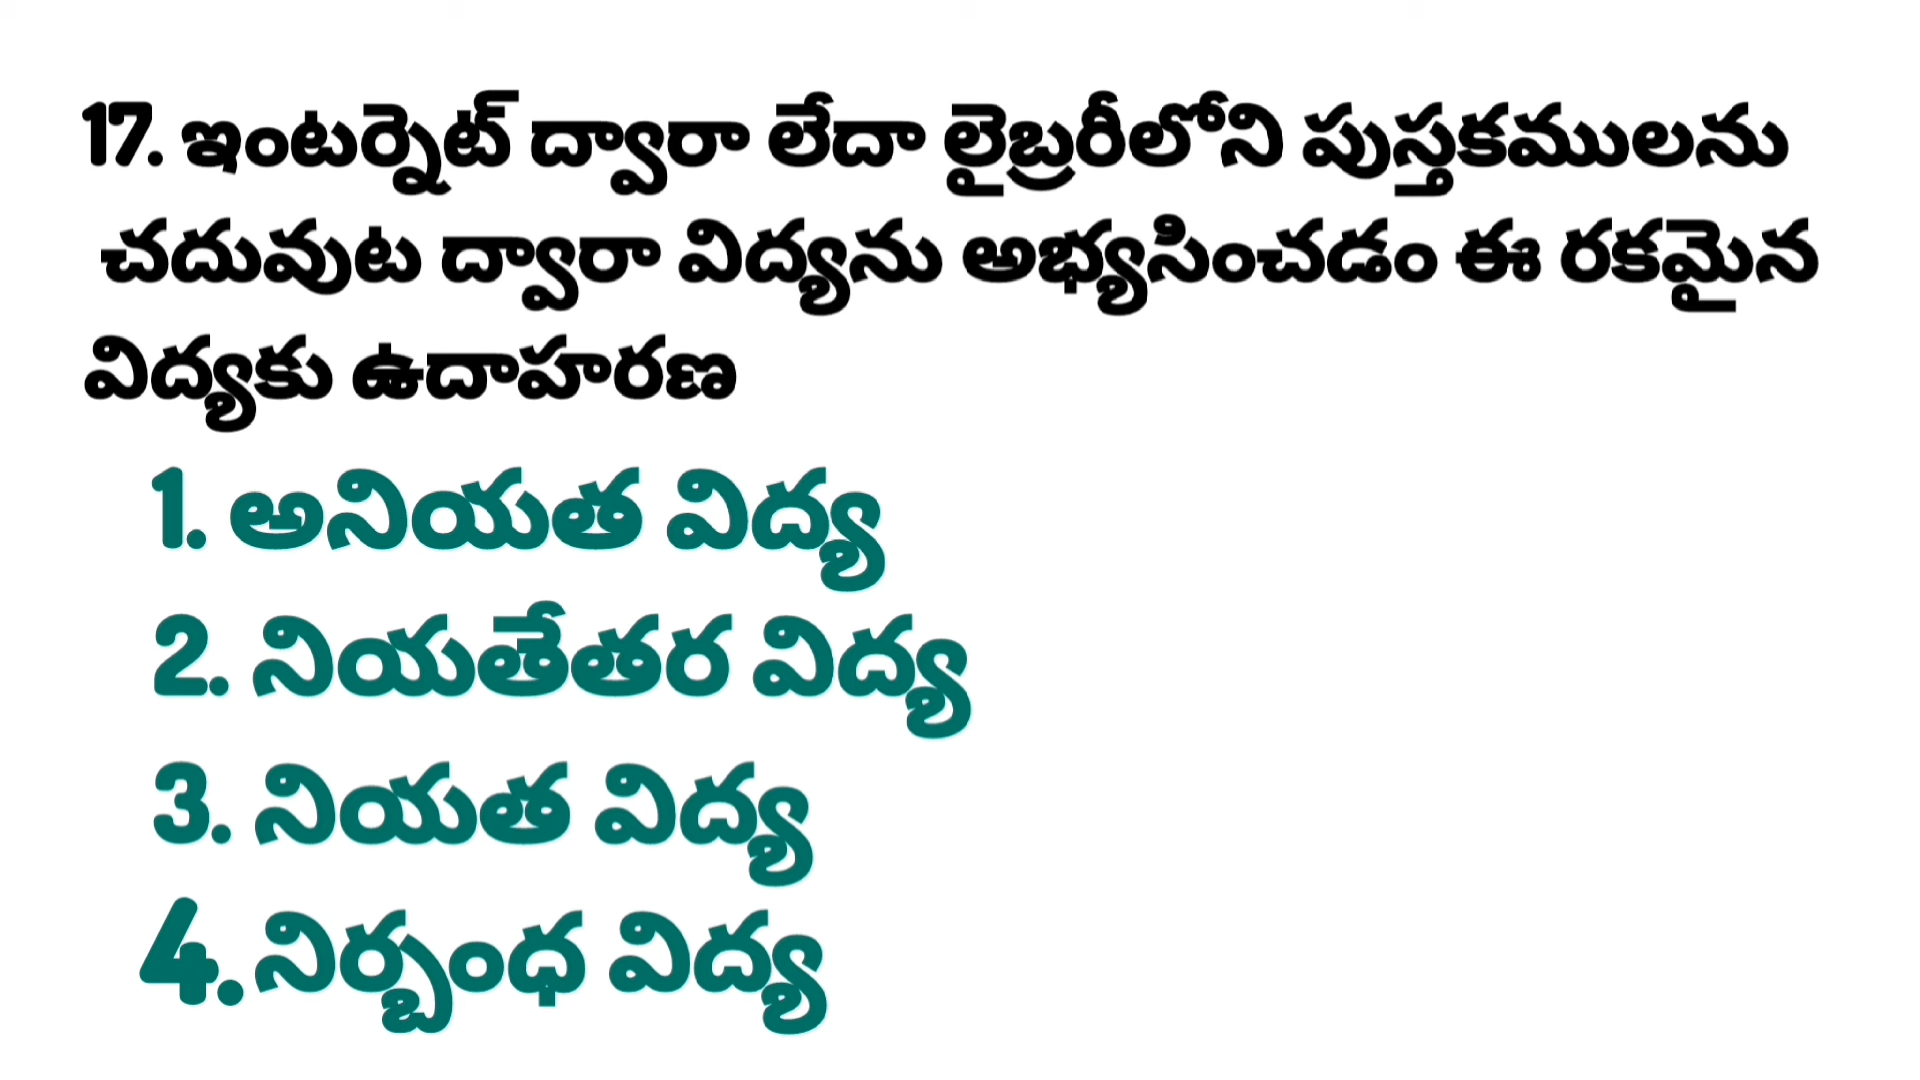 17. ఇంటర్నెట్ ద్వారా లేదా లైబ్రరీలోని పుస్తకములను
చదువుట ద్వారా విద్యను అభ్యసించడం ఈ రకమైన
విద్యకు ఉదాహరణ
1. అనియత విద్య
2. నియతేతర విద్య
3. నియత విద్య
4. నిర్బంధ విద్య